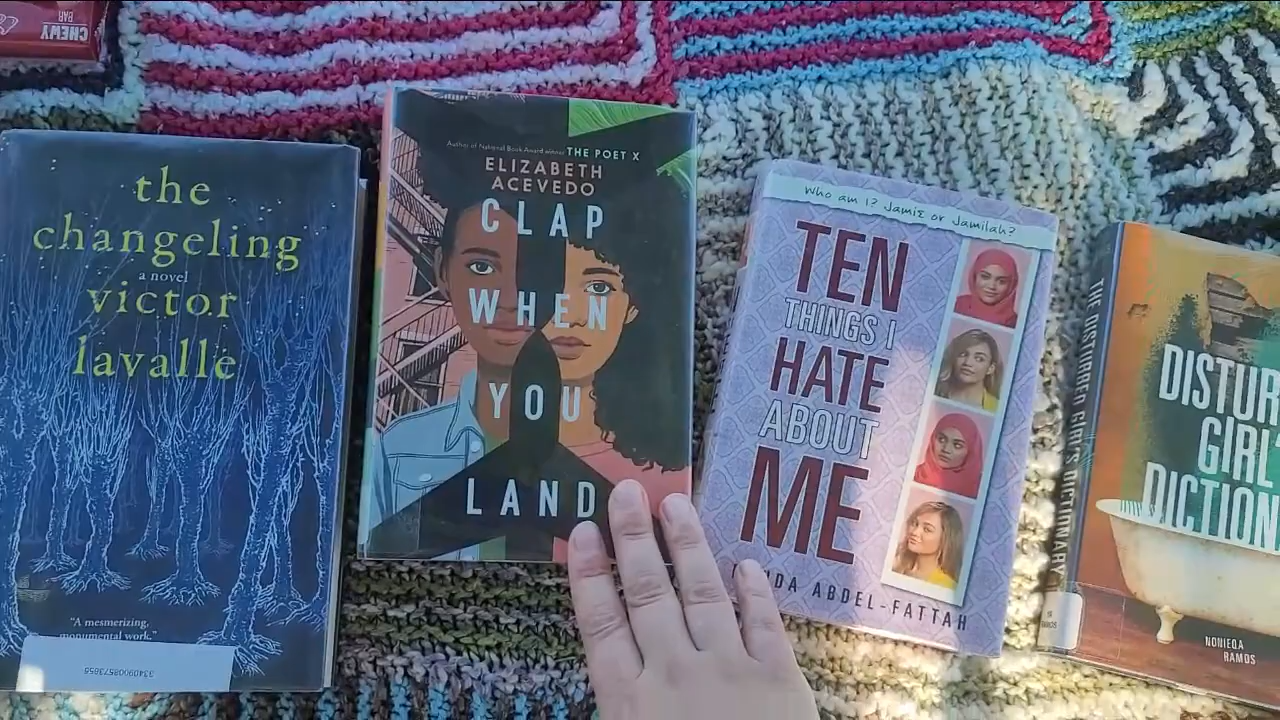 CHEWY
BAR
the
changeling
a novel
victor
lavalle
"A mesmerizing,
monumental work."
33409008573855
Author of National Book Award winner THE POET X
ELIZABETH
ACEVEDO
CLAP
WHEN
YOU
LAND
Who am I? Jamie or Jamilah?
TEN
THINGS I
HATE
ABOUT
ME
ABDEL-FATTAH
THE DISTURBED GIRL'S DICTIONARY
DISTUR
GIRL
DICTION
NONIEQA
RAMOS